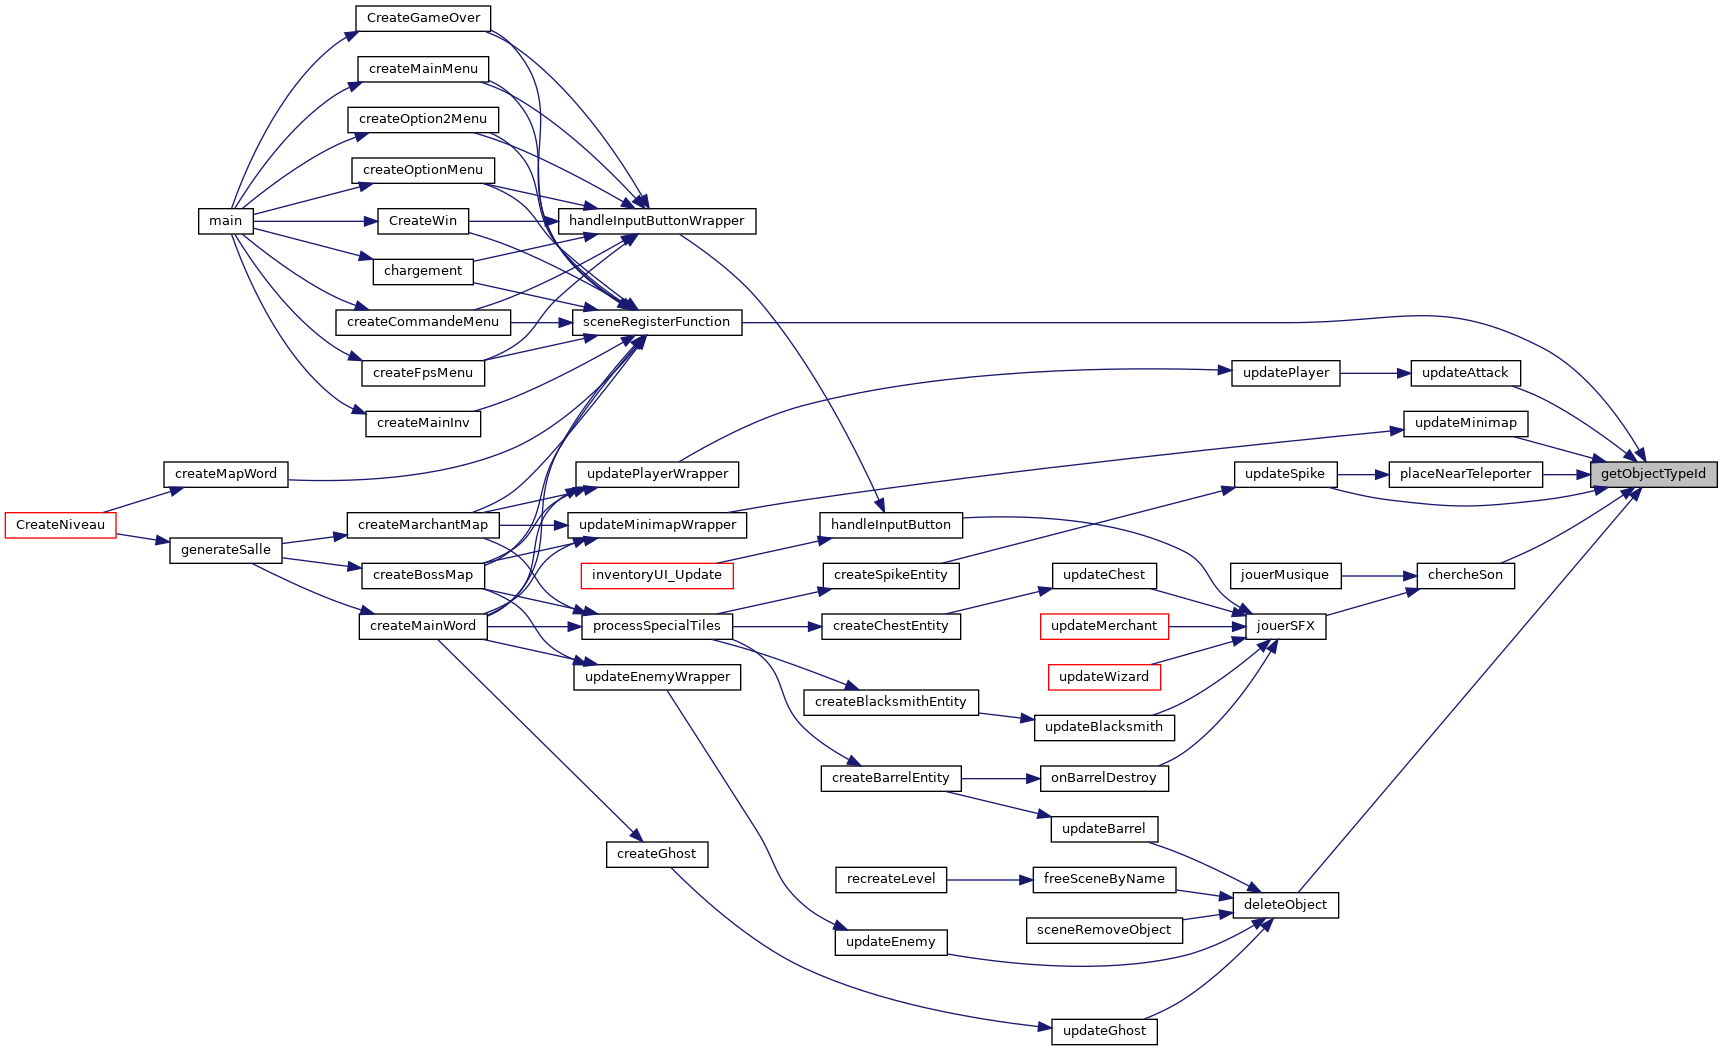 CreateGameOver
createMainMenu
createOption2Menu
createOptionMenu
main
CreateWin
handleInputButtonWrapper
chargement
createCommandeMenu
sceneRegisterFunction
createFpsMenu
updatePlayer
updateAttack
createMainInv
updateMinimap
createMapWord
updatePlayerWrapper
updateSpike
placeNearTeleporter
getObjectTypeId
CreateNiveau
createMarchantMap
updateMinimapWrapper
handleInputButton
generateSalle
createBossMap
inventoryUI_Update
createSpikeEntity
updateChest
jouerMusique
chercheSon
createMainWord
processSpecialTiles
createChestEntity
updateMerchant
jouerSFX
updateEnemyWrapper
updateWizard
createBlacksmithEntity
updateBlacksmith
createBarrelEntity
onBarrelDestroy
updateBarrel
createGhost
recreateLevel
freeSceneByName
deleteObject
sceneRemoveObject
updateEnemy
updateGhost